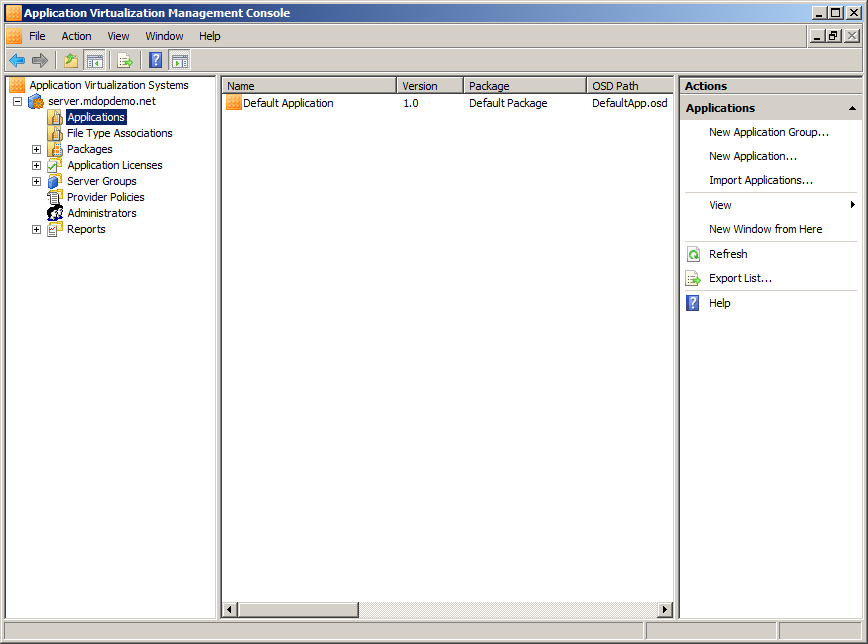 Application Virtualization Management Console
File Action View Window Help
Application Virtualization Systems
server.mdopdemo.net
Applications
File Type Associations
Packages
Application Licenses
Server Groups
Provider Policies
Administrators
Reports
Name Version Package OSD Path
Default Application 1.0 Default Package DefaultApp.osd
Actions
Applications
New Application Group...
New Application...
Import Applications...
View
New Window from Here
Refresh
Export List...
Help